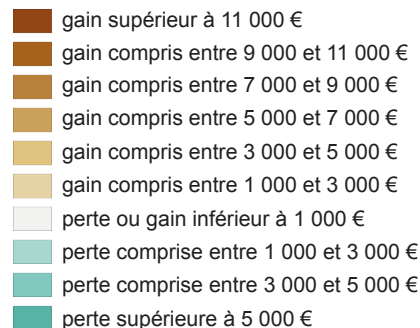 gain supérieur à 11 000 €
gain compris entre 9 000 et 11 000 €
gain compris entre 7 000 et 9 000 €
gain compris entre 5 000 et 7 000 €
gain compris entre 3 000 et 5 000 €
gain compris entre 1 000 et 3 000 €
perte ou gain inférieur à 1 000 €
perte comprise entre 1 000 et 3 000 €
perte comprise entre 3 000 et 5 000 €
perte supérieure à 5 000 €